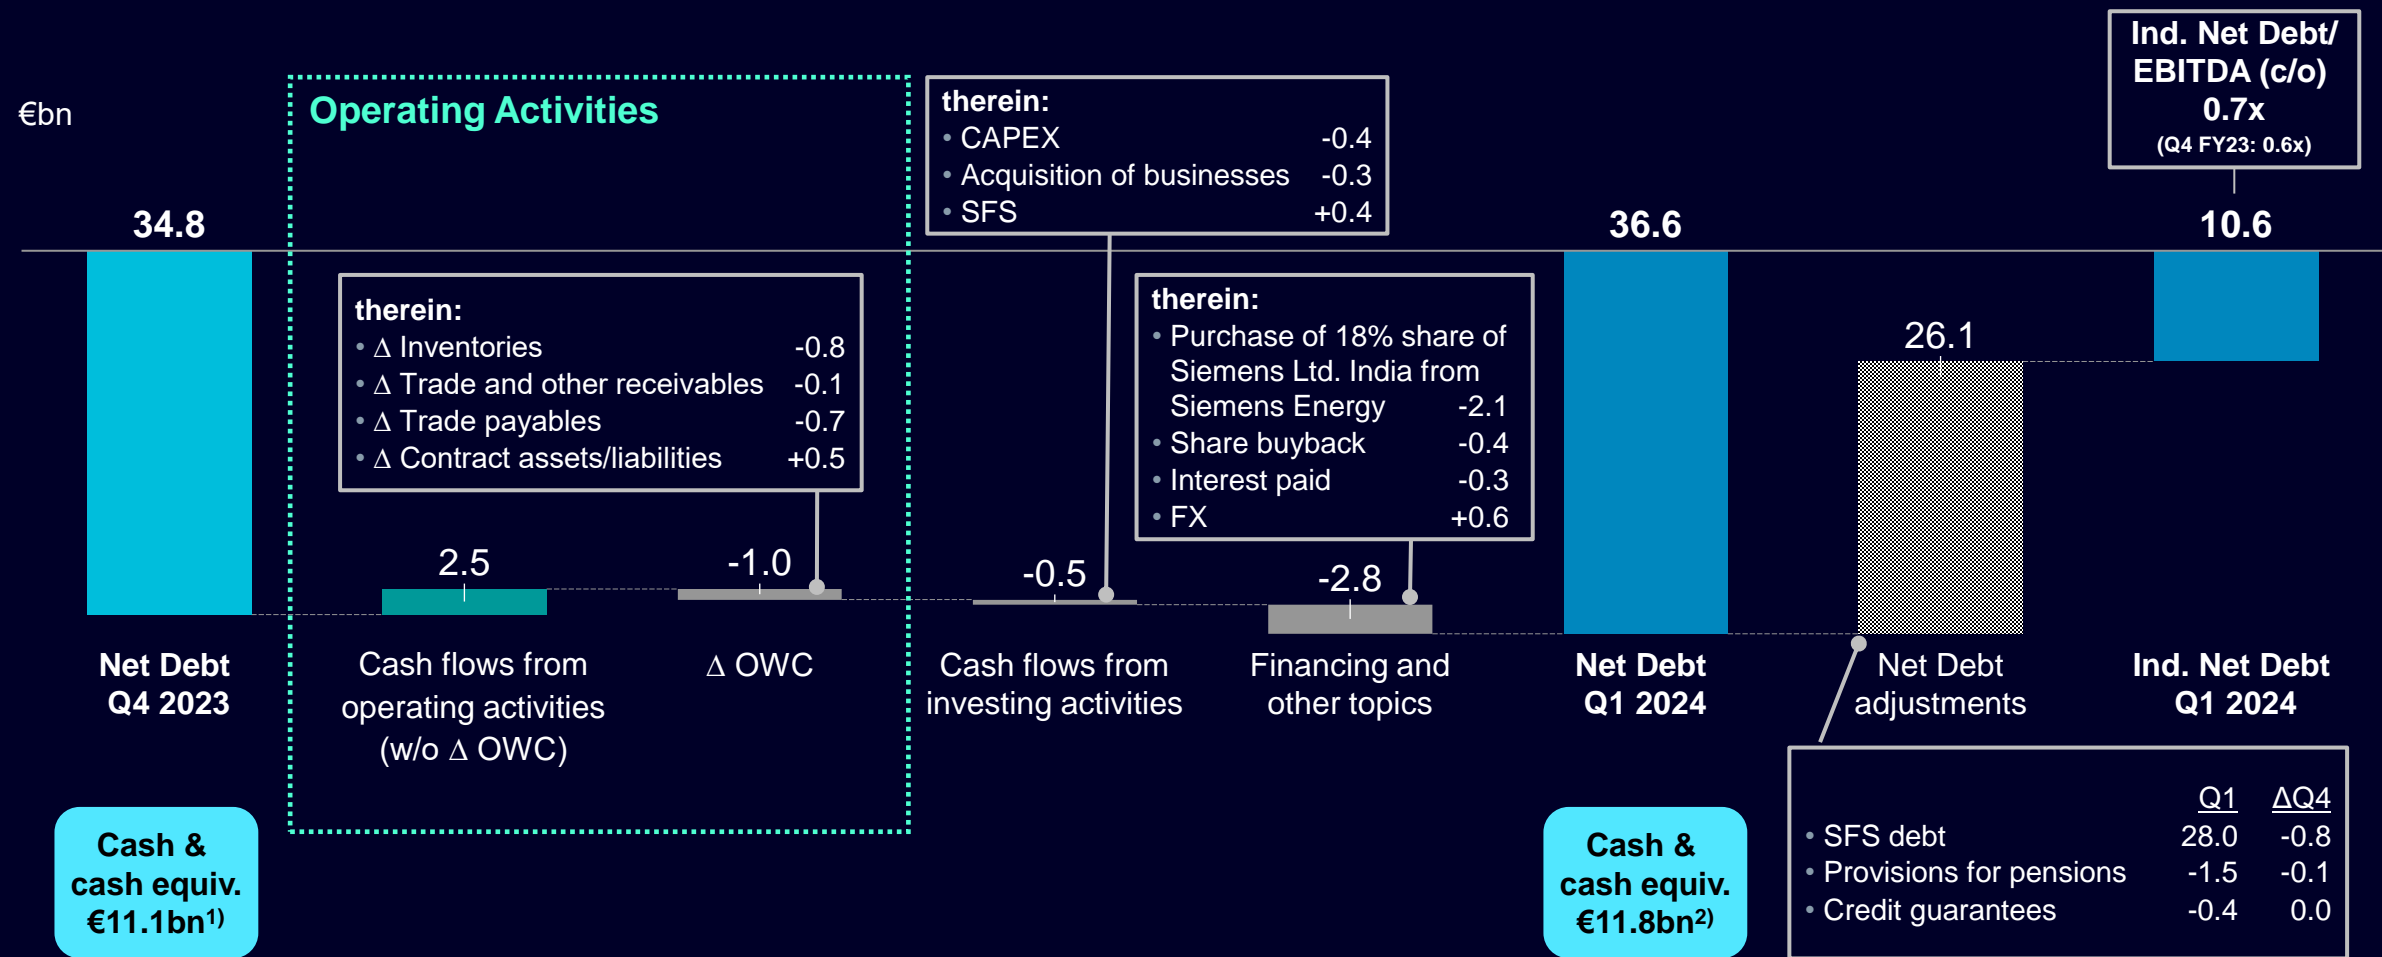 €bn
Operating Activities
34.8
therein:
• ∆ Inventories -0.8
• ∆ Trade and other receivables -0.1
• ∆ Trade payables -0.7
• ∆ Contract assets/liabilities +0.5
therein:
• CAPEX -0.4
• Acquisition of businesses -0.3
• SFS +0.4
therein:
• Purchase of 18% share of
Siemens Ltd. India from
Siemens Energy -2.1
• Share buyback -0.4
• Interest paid -0.3
• FX +0.6
36.6
Ind. Net Debt/
EBITDA (c/o)
0.7x
(Q4 FY23: 0.6x)
10.6
26.1
2.5
-1.0
-0.5
-2.8
Net Debt
Q4 2023
Cash flows from
operating activities
(w/o ∆ OWC)
∆ OWC
Cash flows from
investing activities
Financing and
other topics
Net Debt
Q1 2024
Net Debt
adjustments
Ind. Net Debt
Q1 2024
Cash &
cash equiv.
€11.1bn1)
Cash &
cash equiv.
€11.8bn2)
Q1 ∆Q4
• SFS debt 28.0 -0.8
• Provisions for pensions -1.5 -0.1
• Credit guarantees -0.4 0.0